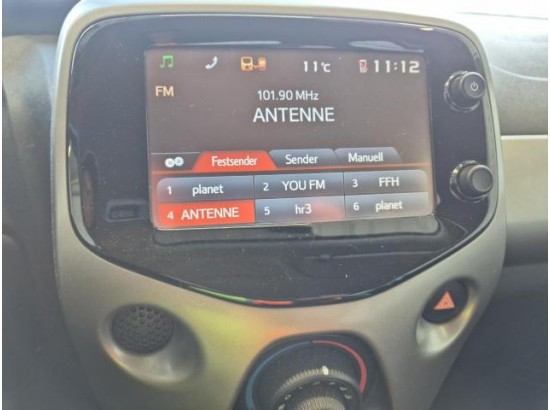 11°C 11:12
FM
101.90 MHz
ANTENNE
Festsender Sender Manuell
1 planet 2 YOU FM 3 FFH
4 ANTENNE 5 hr3 6 planet